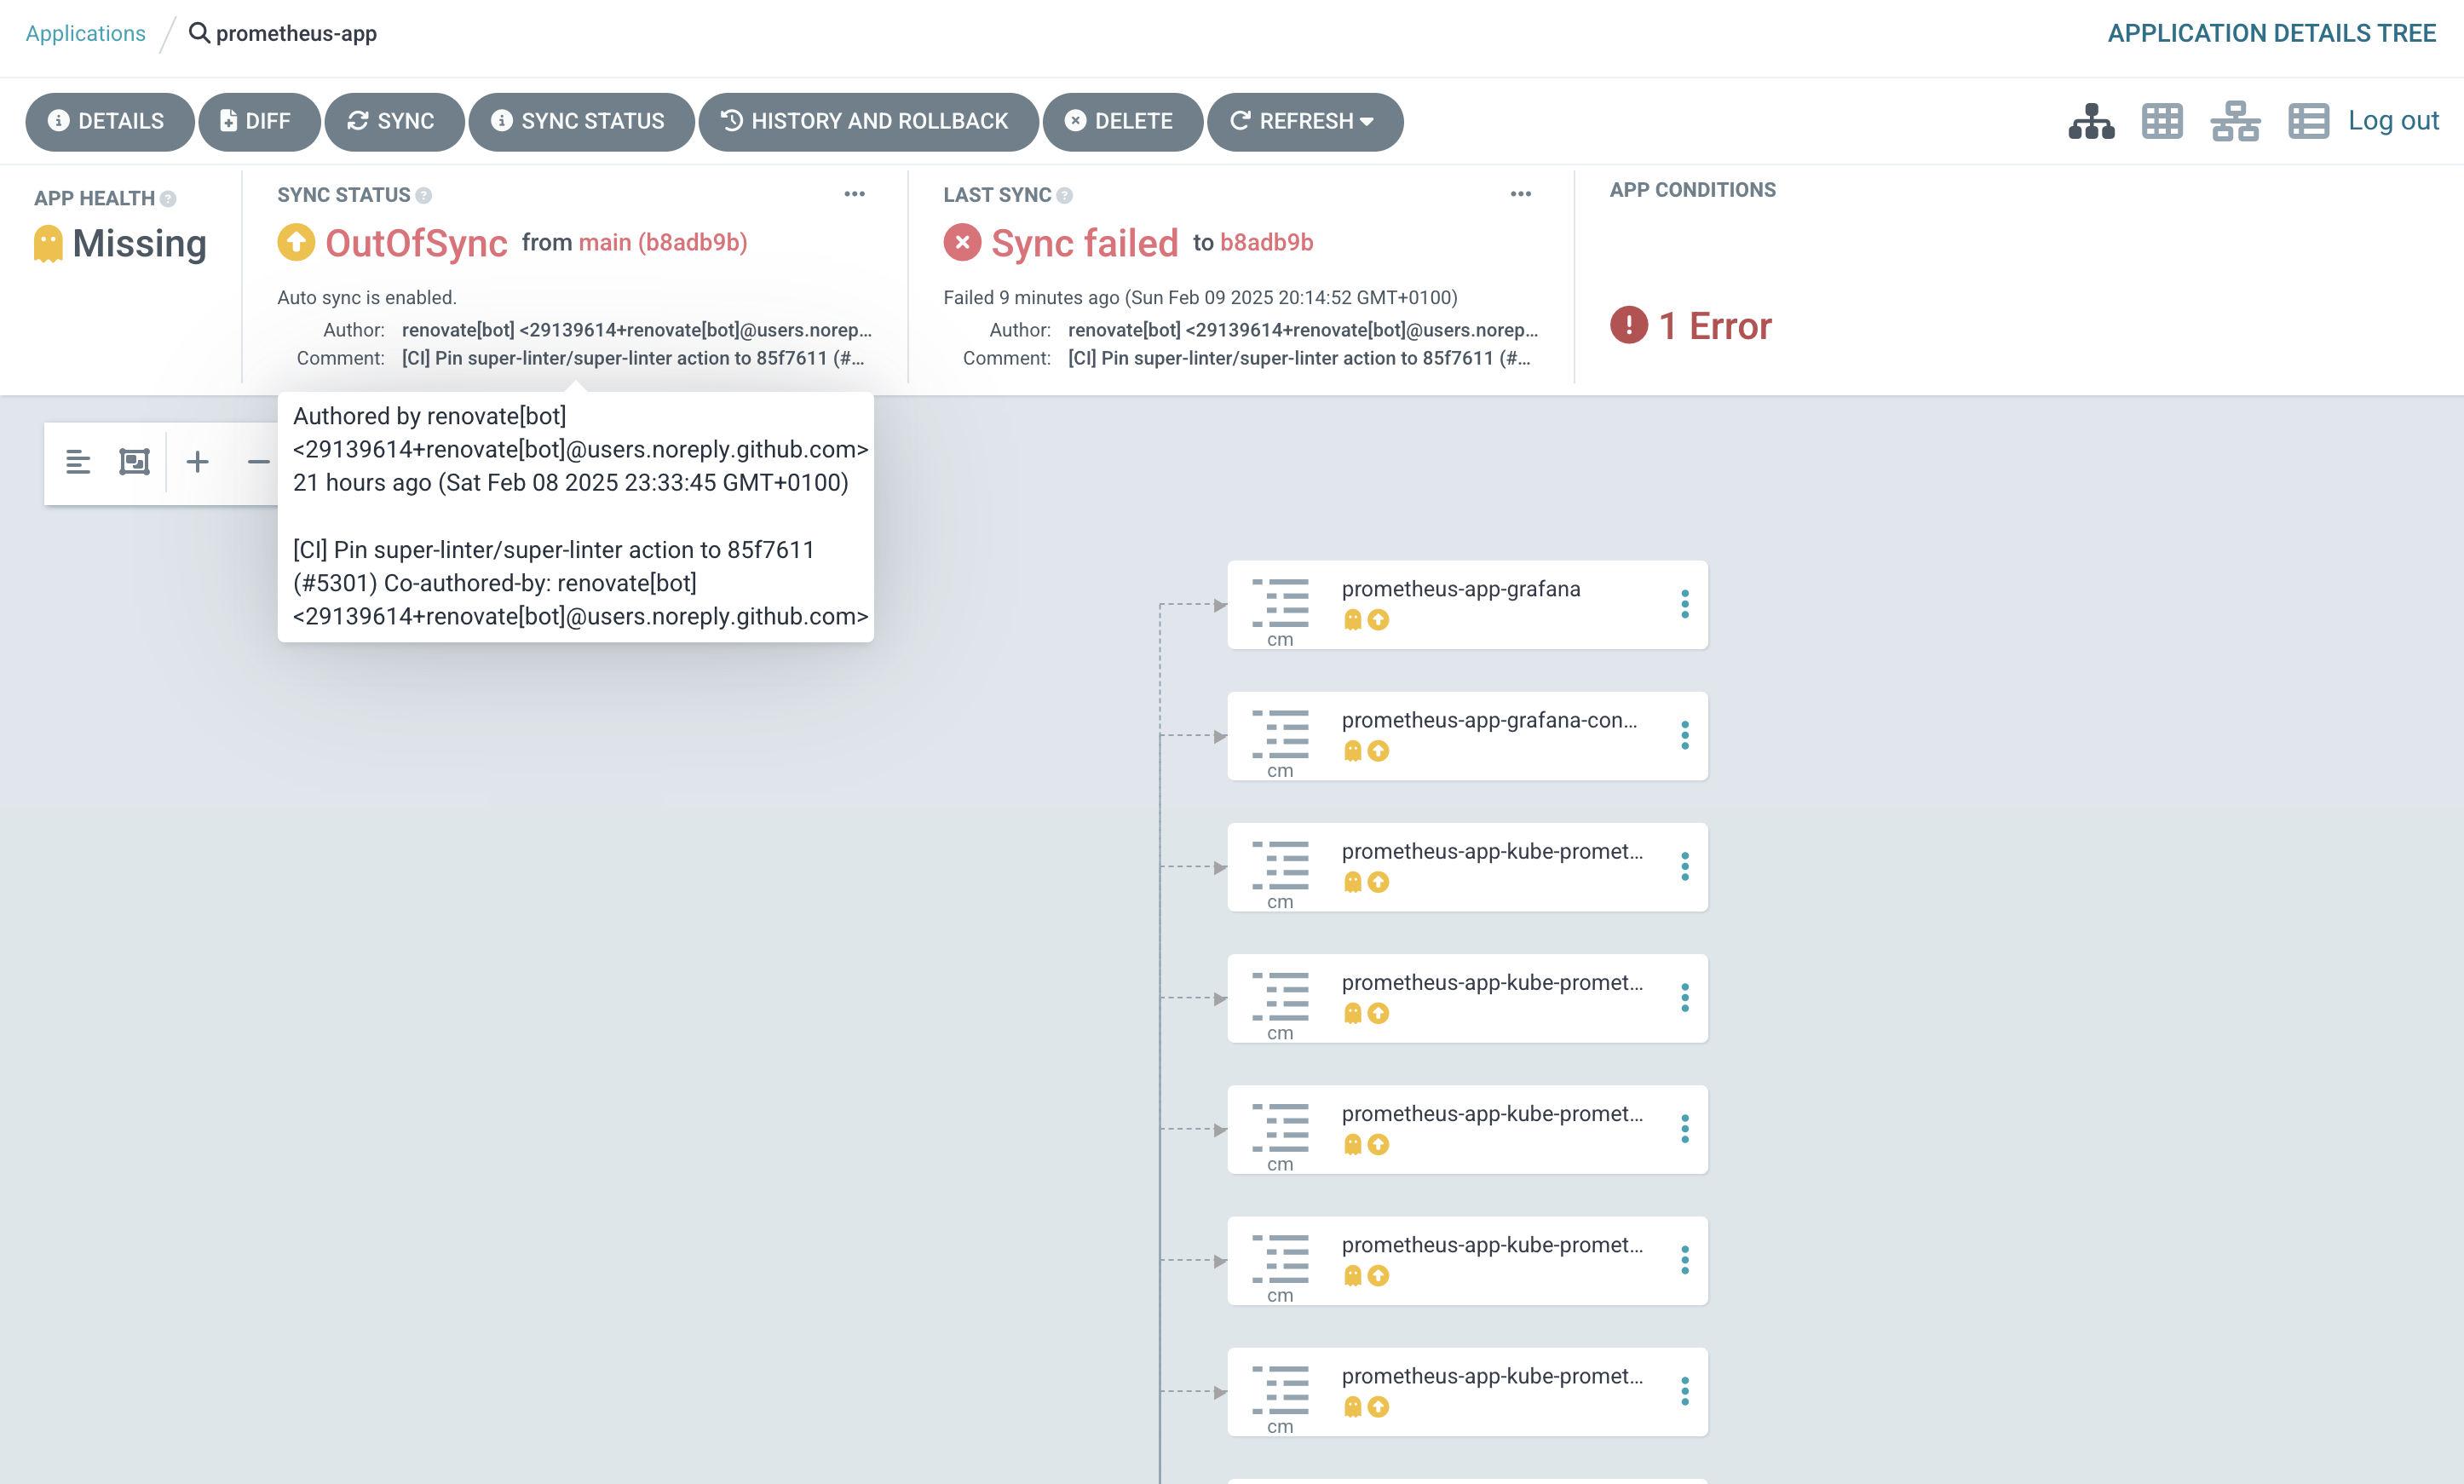 Applications / prometheus-app
APPLICATION DETAILS TREE
DETAILS
DIFF
SYNC
SYNC STATUS
HISTORY AND ROLLBACK
DELETE
REFRESH
Log out
APP HEALTH
Missing
SYNC STATUS
OutOfSync from main (b8adb9b)
Auto sync is enabled.
Author: renovate[bot] <29139614+renovate[bot]@users.norep...
Comment: [CI] Pin super-linter/super-linter action to 85f7611 (#...
LAST SYNC
Sync failed to b8adb9b
Failed 9 minutes ago (Sun Feb 09 2025 20:14:52 GMT+0100)
Author: renovate[bot] <29139614+renovate[bot]@users.norep...
Comment: [CI] Pin super-linter/super-linter action to 85f7611 (#...
APP CONDITIONS
1 Error
Authored by renovate[bot]
<29139614+renovate[bot]@users.noreply.github.com>
21 hours ago (Sat Feb 08 2025 23:33:45 GMT+0100)
[CI] Pin super-linter/super-linter action to 85f7611
(#5301) Co-authored-by: renovate[bot]
<29139614+renovate[bot]@users.noreply.github.com>
prometheus-app-grafana
cm
prometheus-app-grafana-con...
cm
prometheus-app-kube-promet...
cm
prometheus-app-kube-promet...
cm
prometheus-app-kube-promet...
cm
prometheus-app-kube-promet...
cm
prometheus-app-kube-promet...
cm